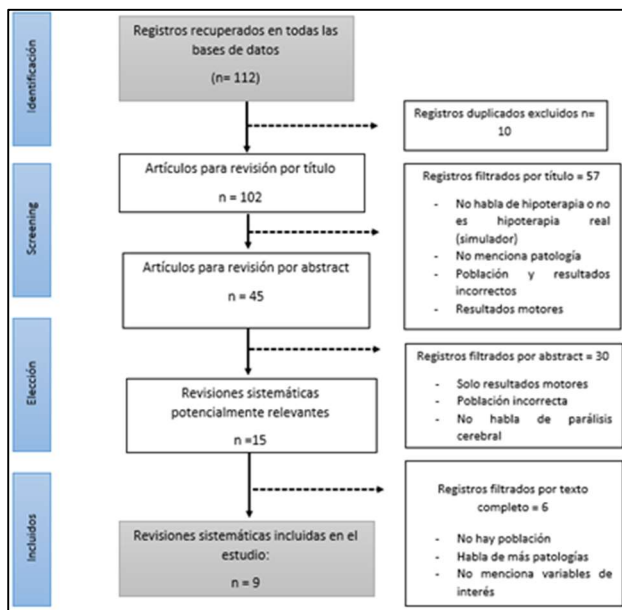 Identificación
Registros recuperados en todas las
bases de datos
(n= 112)
Registros duplicados excluidos n=
10
Screening
Artículos para revisión por título
n = 102
Registros filtrados por título = 57
- No habla de hipoterapia o no
es hipoterapia real
(simulador)
- No menciona patología
- Población y resultados
incorrectos
- Resultados motores
Artículos para revisión por abstract
n = 45
Elección
Registros filtrados por abstract = 30
- Solo resultados motores
- Población incorrecta
- No habla de parálisis
cerebral
Revisiones sistemáticas
potencialmente relevantes
n =15
Incluidos
Registros filtrados por texto
completo = 6
- No hay población
- Habla de más patologías
- No menciona variables de
interés
Revisiones sistemáticas incluidas en el
estudio:
n = 9